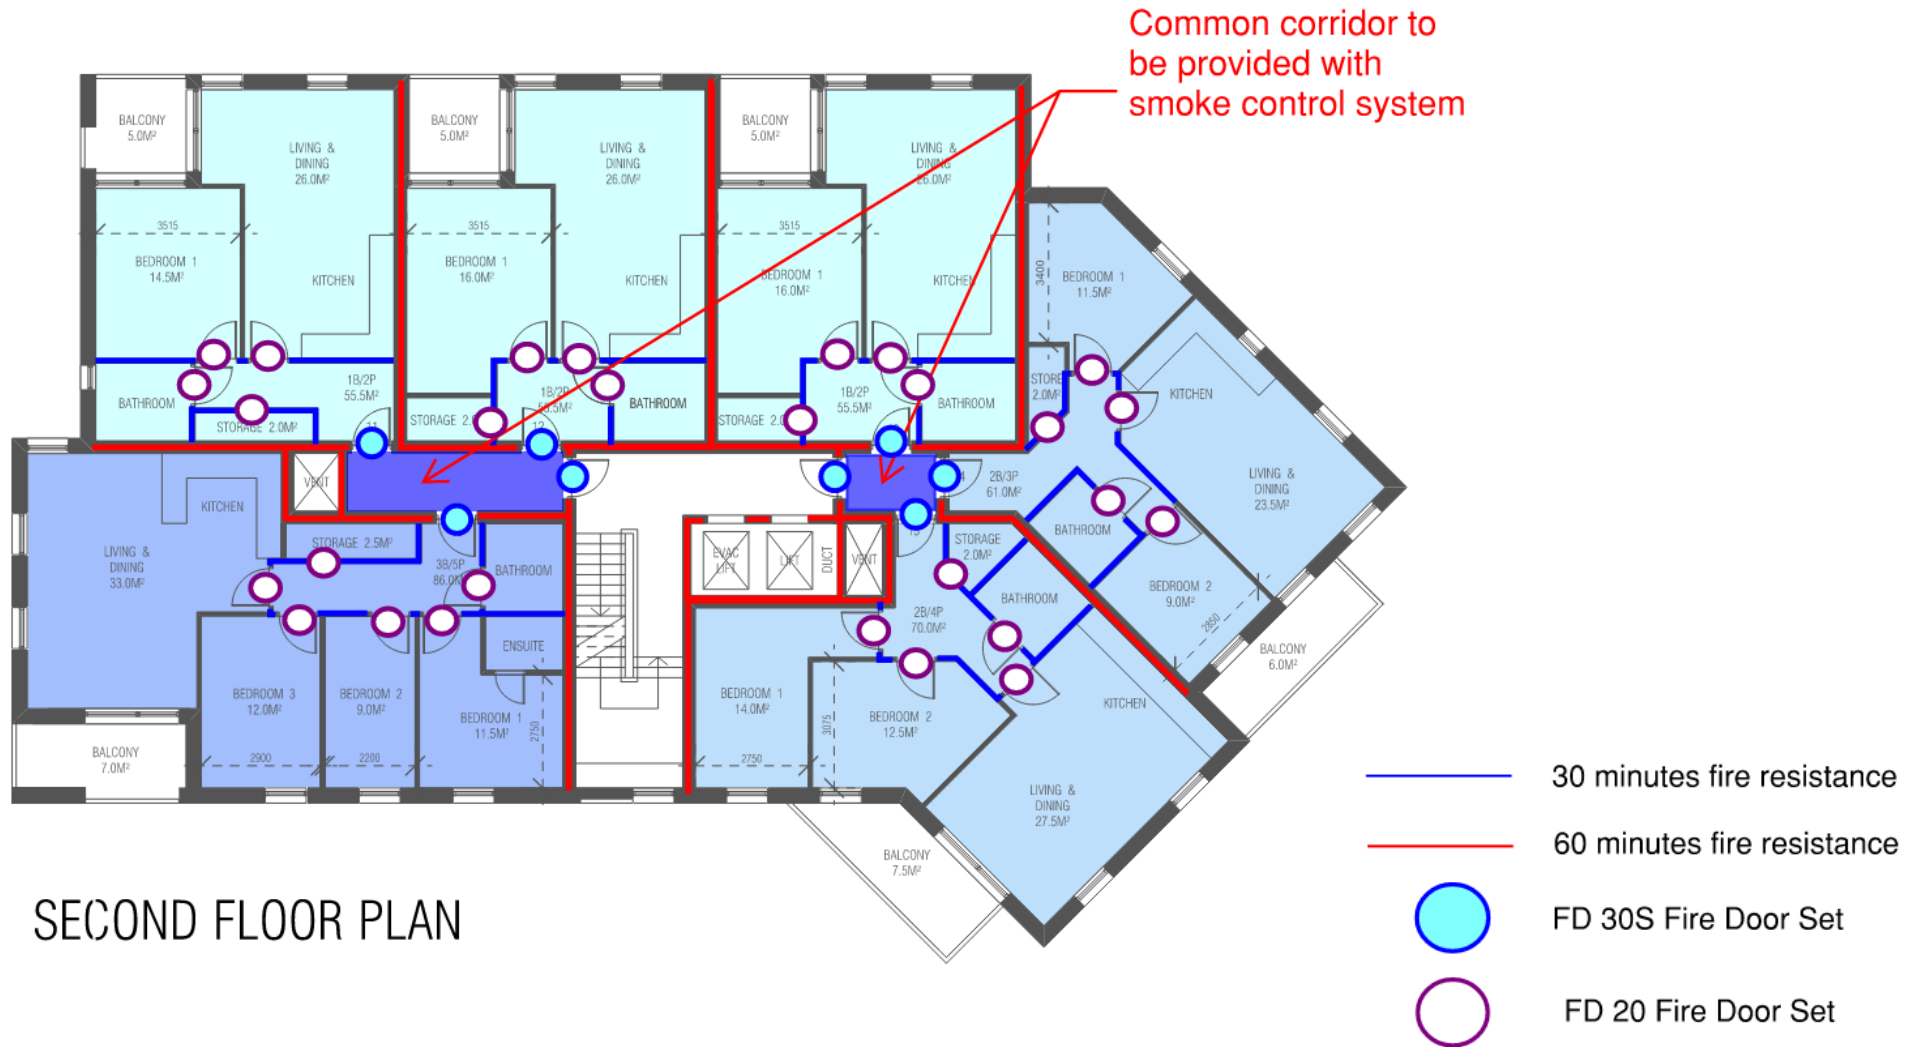 Common corridor to
be provided with
smoke control system
BALCONY
5.0M²
LIVING &
DINING
26.0M²
3515
BEDROOM 1
14.5M²
KITCHEN
BATHROOM
1B/2P
55.5M²
STORAGE 2.0M²
11
BALCONY
5.0M²
LIVING &
DINING
26.0M²
3515
BEDROOM 1
16.0M²
KITCHEN
STORAGE
1B/2P
BATHROOM
12
BALCONY
5.0M²
LIVING &
DINING
26.0M²
3515
BEDROOM 1
16.0M²
KITCHEN
STORAGE
1B/2P
55.5M²
BATHROOM
3400
BEDROOM 1
11.5M²
STORE
2.0M²
KITCHEN
LIVING &
DINING
23.5M²
2B/3P
61.0M²
BATHROOM
BEDROOM 2
9.0M²
2850
BALCONY
6.0M²
VENT
KITCHEN
LIVING &
DINING
33.0M²
STORAGE 2.5M²
3B/5P
BATHROOM
ENSUITE
BEDROOM 3
12.0M²
BEDROOM 2
9.0M²
BEDROOM 1
11.5M²
2750
2900
2200
BALCONY
7.0M²
EVAC
LIFT
LIFT
DUCT
VENT
STORAGE
2.0M²
BATHROOM
2B/4P
70.0M²
KITCHEN
BEDROOM 1
14.0M²
BEDROOM 2
12.5M²
3075
2750
LIVING &
DINING
27.5M²
BALCONY
7.5M²
SECOND FLOOR PLAN
30 minutes fire resistance
60 minutes fire resistance
FD 30S Fire Door Set
FD 20 Fire Door Set